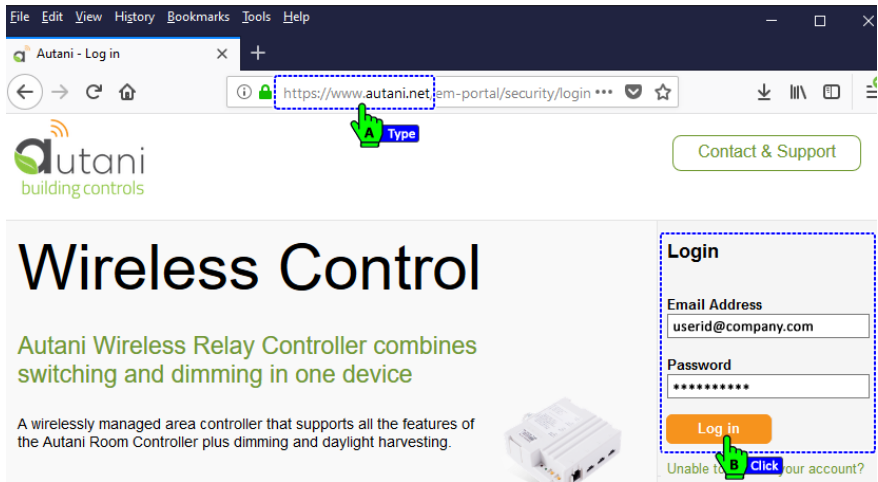 File Edit View History Bookmarks Tools Help
Autani - Log in
https://www.autani.net/em-portal/security/login
A Type
autani
building controls
Contact & Support
Wireless Control
Login
Email Address
userid@company.com
Autani Wireless Relay Controller combines
switching and dimming in one device
Password
**********
A wirelessly managed area controller that supports all the features of
the Autani Room Controller plus dimming and daylight harvesting.
Log in
B Click
Unable to your account?